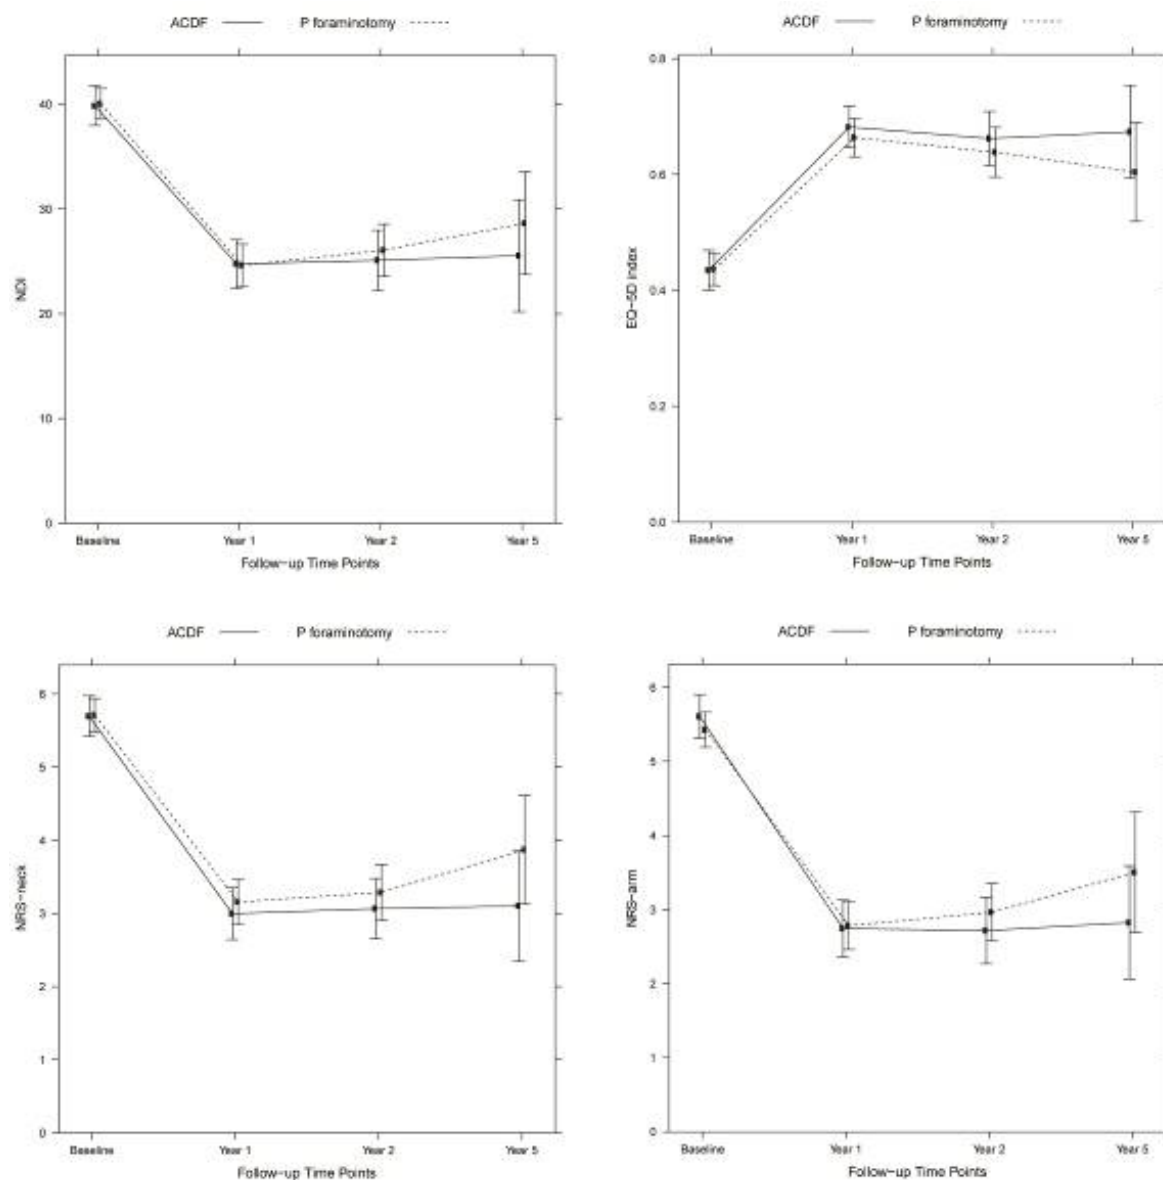 ACDF P foraminotomy
NDI
40
30
20
10
0
Baseline Year 1 Year 2 Year 5
Follow-up Time Points
ACDF P foraminotomy
EQ-5D index
0.8
0.6
0.4
0.2
0.0
Baseline Year 1 Year 2 Year 5
Follow-up Time Points
ACDF P foraminotomy
NRS-neck
6
5
4
3
2
1
0
Baseline Year 1 Year 2 Year 5
Follow-up Time Points
ACDF P foraminotomy
NRS-arm
6
5
4
3
2
1
0
Baseline Year 1 Year 2 Year 5
Follow-up Time Points